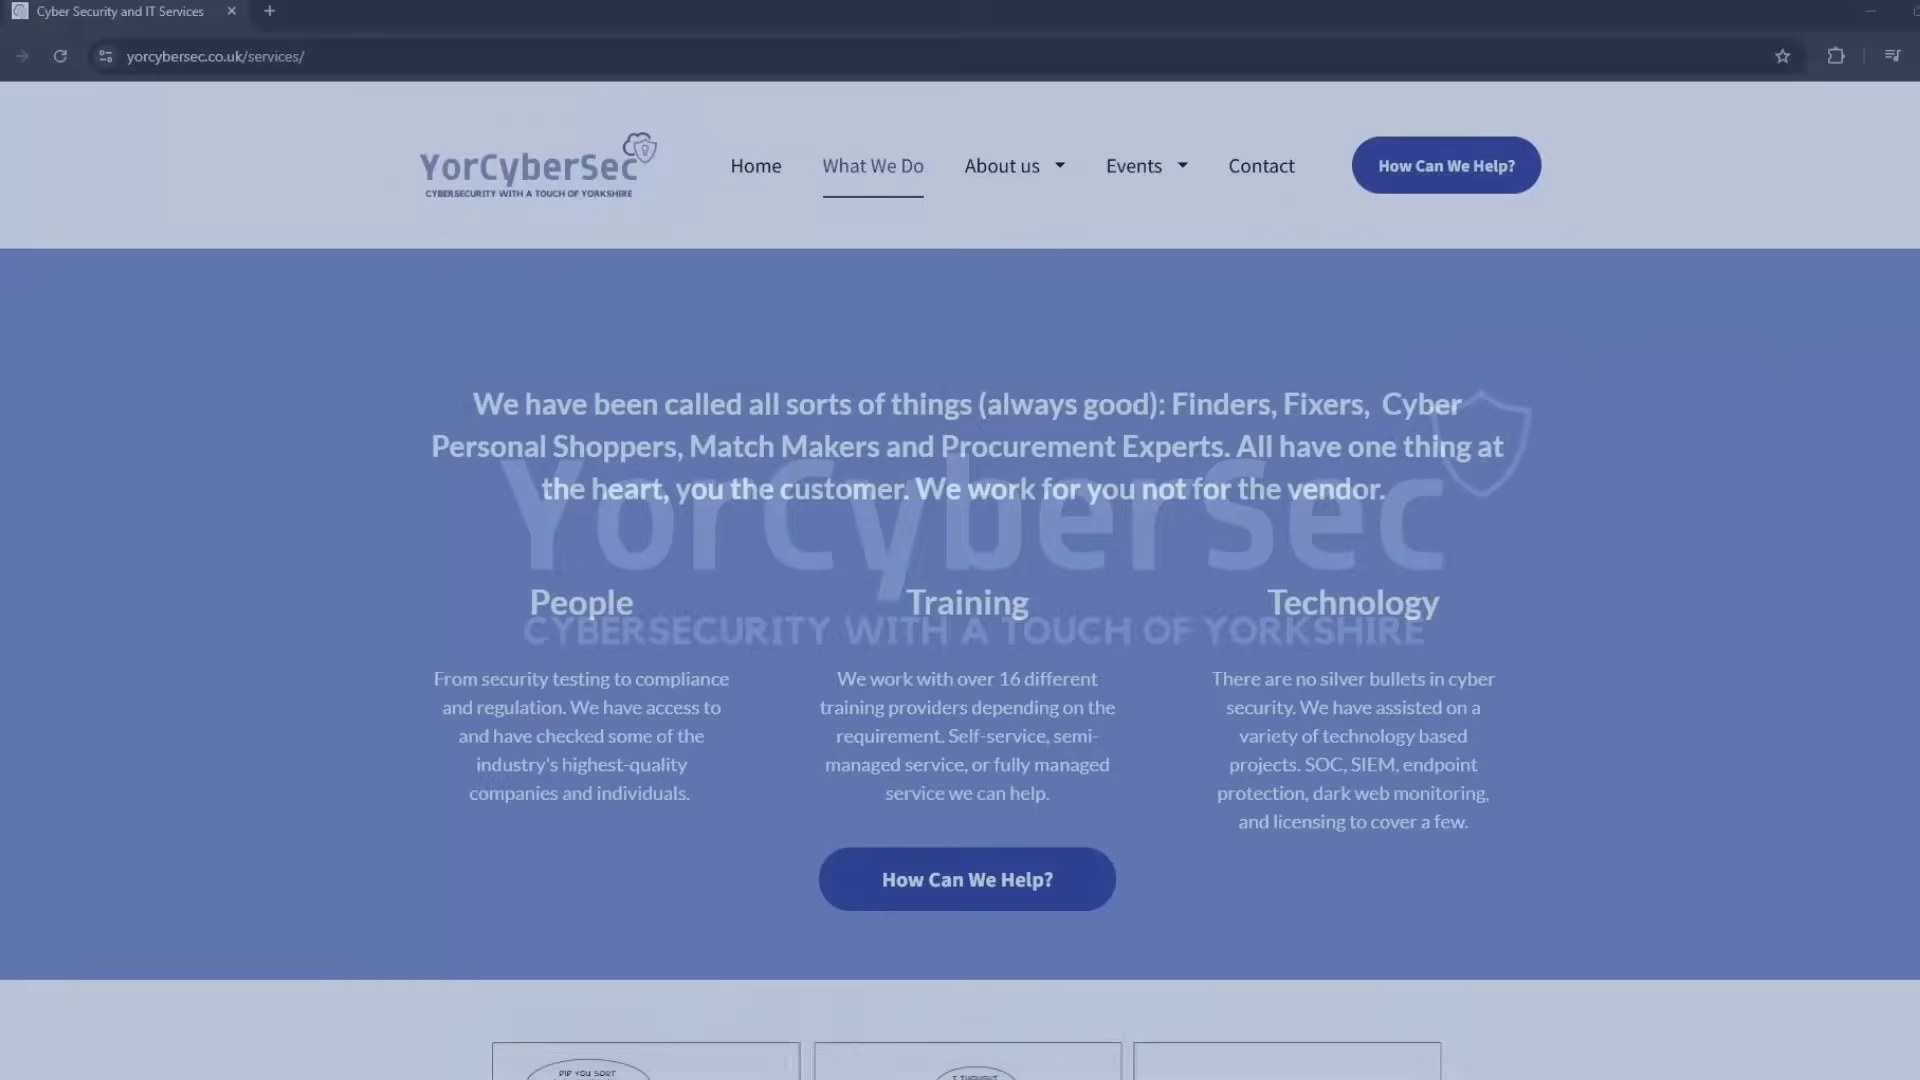 Cyber Security and IT Services
yorcybersec.co.uk/services/
YorCyberSec
CYBERSECURITY WITH A TOUCH OF YORKSHIRE
Home
What We Do
About us
Events
Contact
How Can We Help?
We have been called all sorts of things (always good): Finders, Fixers, Cyber
Personal Shoppers, Match Makers and Procurement Experts. All have one thing at
the heart, you the customer. We work for you not for the vendor.
YorCyberSec
CYBERSECURITY WITH A TOUCH OF YORKSHIRE
People
From security testing to compliance
and regulation. We have access to
and have checked some of the
industry's highest-quality
companies and individuals.
Training
We work with over 16 different
training providers depending on the
requirement. Self-service, semi-
managed service, or fully managed
service we can help.
Technology
There are no silver bullets in cyber
security. We have assisted on a
variety of technology based
projects. SOC, SIEM, endpoint
protection, dark web monitoring,
and licensing to cover a few.
How Can We Help?
DID YOU SORT
I THOUGHT